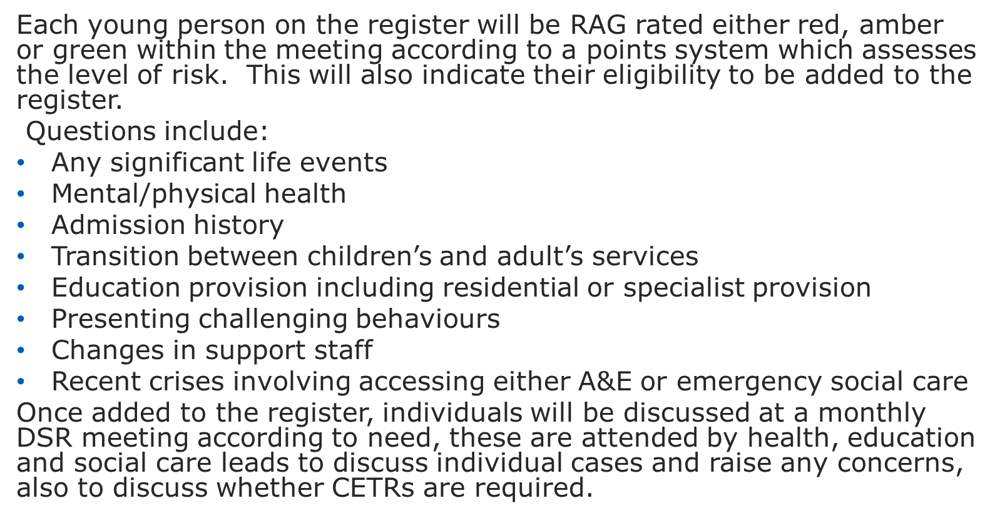 Each young person on the register will be RAG rated either red, amber
or green within the meeting according to a points system which assesses
the level of risk.  This will also indicate their eligibility to be added to the
register.
Questions include:
• Any significant life events
• Mental/physical health
• Admission history
• Transition between children’s and adult’s services
• Education provision including residential or specialist provision
• Presenting challenging behaviours
• Changes in support staff
• Recent crises involving accessing either A&E or emergency social care
Once added to the register, individuals will be discussed at a monthly
DSR meeting according to need, these are attended by health, education
and social care leads to discuss individual cases and raise any concerns,
also to discuss whether CETRs are required.